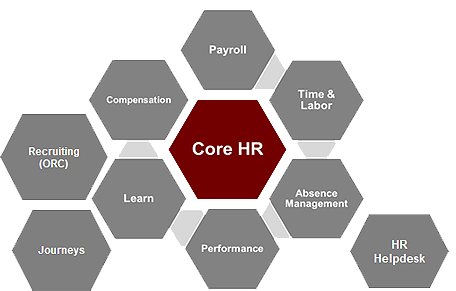 Payroll
Compensation
Time &
Labor
Core HR
Recruiting
(ORC)
Learn
Absence
Management
Journeys
Performance
HR
Helpdesk